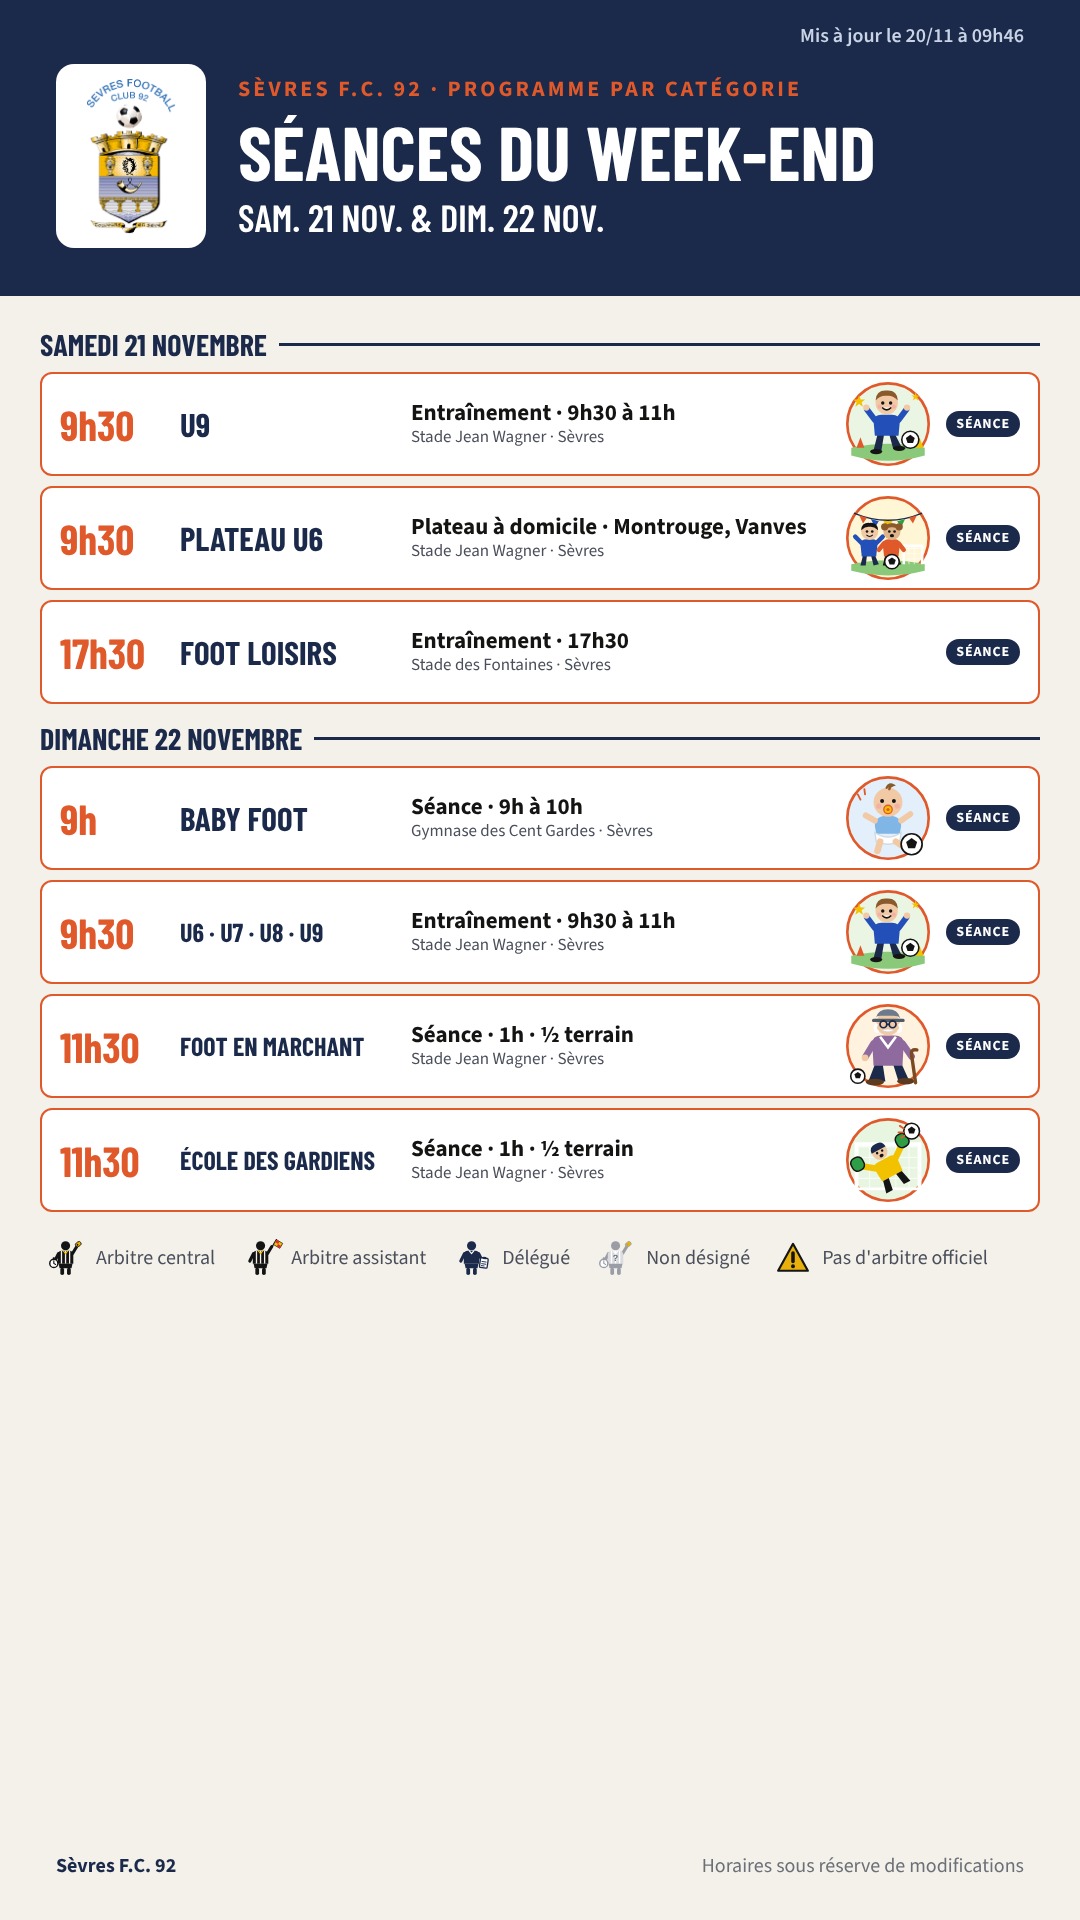 Mis à jour le 20/11 à 09h46
SEVRES FOOTBALL
CLUB 92
SÈVRES F.C. 92 · PROGRAMME PAR CATÉGORIE
SÉANCES DU WEEK-END
SAM. 21 NOV. & DIM. 22 NOV.
SAMEDI 21 NOVEMBRE
9h30 U9 Entraînement · 9h30 à 11h SÉANCE
Stade Jean Wagner · Sèvres
9h30 PLATEAU U6 Plateau à domicile · Montrouge, Vanves SÉANCE
Stade Jean Wagner · Sèvres
17h30 FOOT LOISIRS Entraînement · 17h30 SÉANCE
Stade des Fontaines · Sèvres
DIMANCHE 22 NOVEMBRE
9h BABY FOOT Séance · 9h à 10h SÉANCE
Gymnase des Cent Gardes · Sèvres
9h30 U6 · U7 · U8 · U9 Entraînement · 9h30 à 11h SÉANCE
Stade Jean Wagner · Sèvres
11h30 FOOT EN MARCHANT Séance · 1h · ½ terrain SÉANCE
Stade Jean Wagner · Sèvres
11h30 ÉCOLE DES GARDIENS Séance · 1h · ½ terrain SÉANCE
Stade Jean Wagner · Sèvres
Arbitre central Arbitre assistant Délégué Non désigné Pas d'arbitre officiel
Sèvres F.C. 92 Horaires sous réserve de modifications